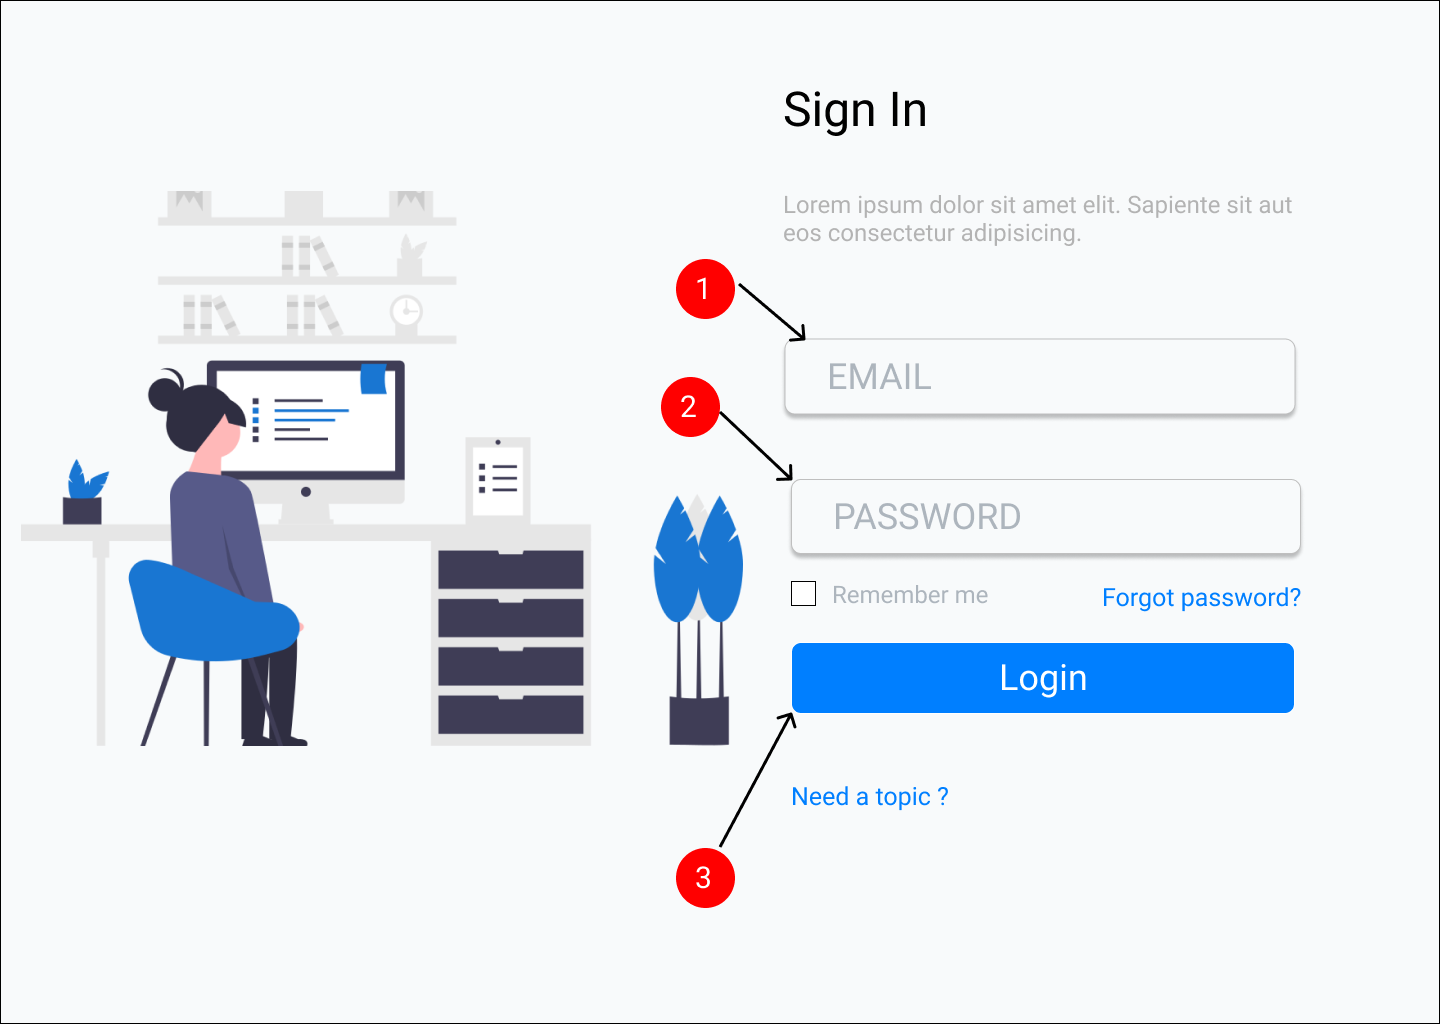 Sign In
Lorem ipsum dolor sit amet elit. Sapiente sit aut
eos consectetur adipisicing.
1
EMAIL
2
PASSWORD
Remember me
Forgot password?
Login
Need a topic ?
3